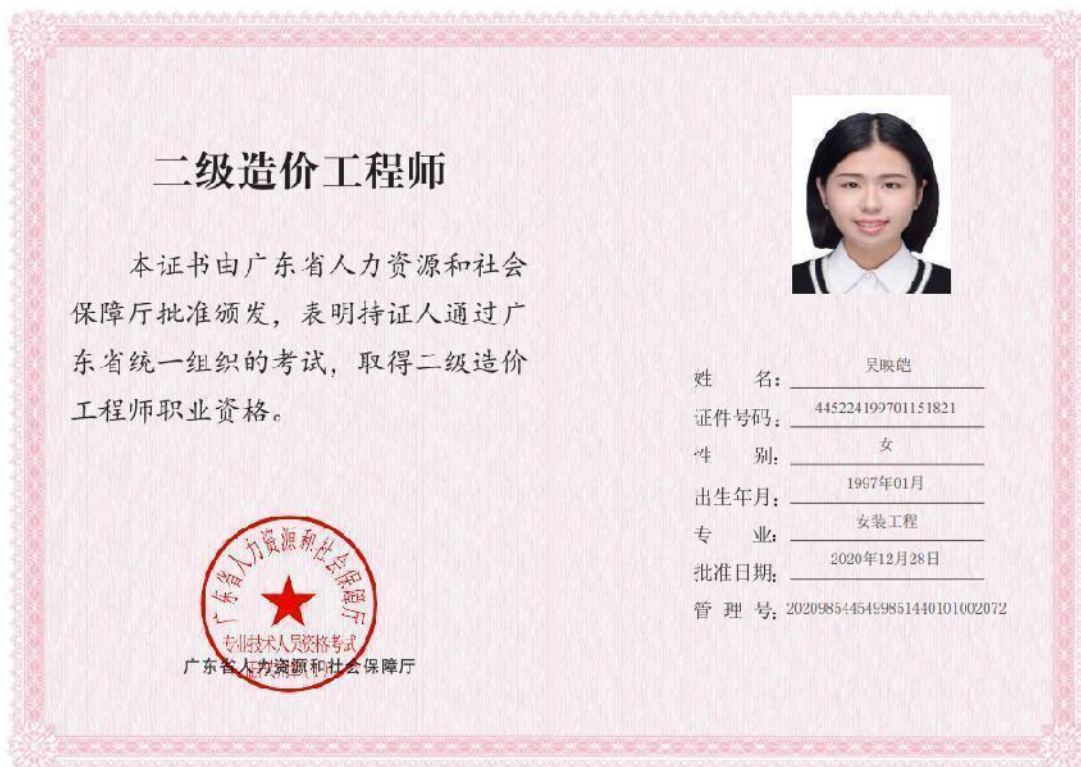 二级造价工程师
本证书由广东省人力资源和社会
保障厅批准颁发，表明持证人通过广
东省统一组织的考试，取得二级造价
工程师职业资格。
广东省人力资源和社会保障厅
专业技术人员资格考试
广东省人力资源和社会保障厅
姓 名：吴映皑
证件号码：445224199701151821
性 别：女
出生年月：1997年01月
专 业：安装工程
批准日期：2020年12月28日
管 理 号：2020985445499851440101002072